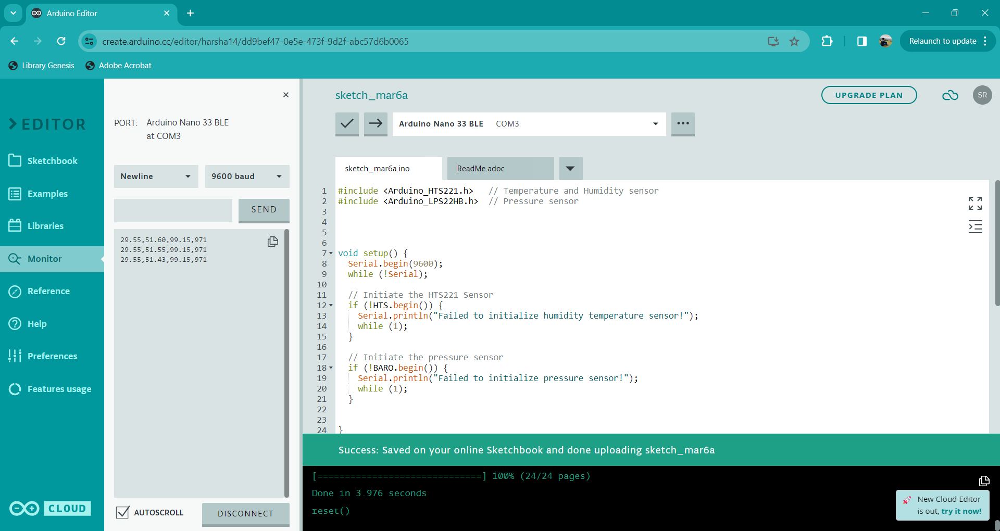 Arduino Editor
create.arduino.cc/editor/harsha14/dd9bef47-0e5e-473f-9d2f-abc57d6b0065
Relaunch to update
Library Genesis
Adobe Acrobat
EDITOR
Sketchbook
Examples
Libraries
Monitor
Reference
Help
Preferences
Features usage
CLOUD
PORT: Arduino Nano 33 BLE
at COM3
Newline
9600 baud
SEND
29.55,51.60,99.15,971
29.55,51.55,99.15,971
29.55,51.43,99.15,971
AUTOSCROLL
DISCONNECT
sketch_mar6a
UPGRADE PLAN
SR
Arduino Nano 33 BLE COM3
sketch_mar6a.ino
ReadMe.adoc
1 #include <Arduino_HTS221.h>   // Temperature and Humidity sensor
2 #include <Arduino_LPS22HB.h>  // Pressure sensor
3
4
5
6
7 void setup() {
8   Serial.begin(9600);
9   while (!Serial);
10
11   // Initiate the HTS221 Sensor
12   if (!HTS.begin()) {
13     Serial.println("Failed to initialize humidity temperature sensor!");
14     while (1);
15   }
16
17   // Initiate the pressure sensor
18   if (!BARO.begin()) {
19     Serial.println("Failed to initialize pressure sensor!");
20     while (1);
21   }
22
23
24 }
Success: Saved on your online Sketchbook and done uploading sketch_mar6a
[==============================] 100% (24/24 pages)
Done in 3.976 seconds
reset()
New Cloud Editor
is out, try it now!